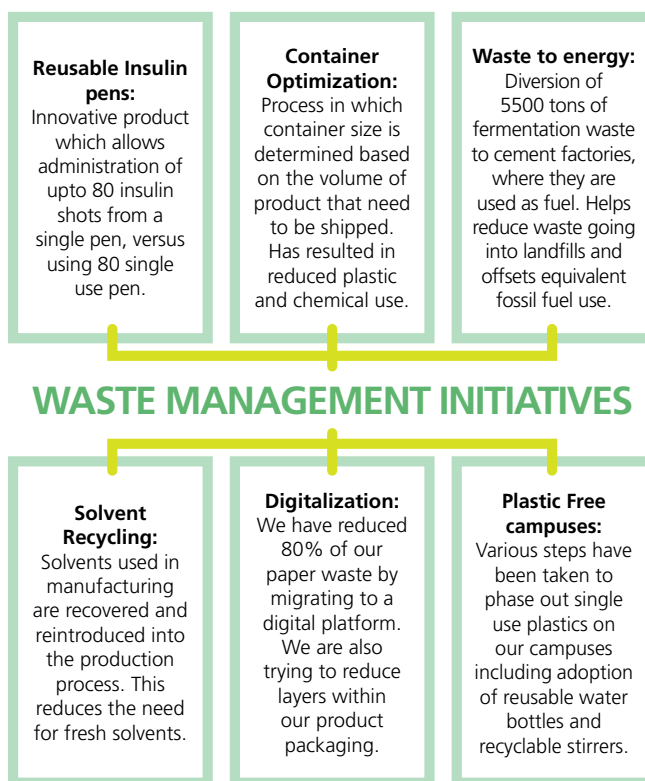 Reusable Insulin
pens:
Innovative product
which allows
administration of
upto 80 insulin
shots from a
single pen, versus
using 80 single
use pen.
Container
Optimization:
Process in which
container size is
determined based
on the volume of
product that need
to be shipped.
Has resulted in
reduced plastic
and chemical use.
Waste to energy:
Diversion of
5500 tons of
fermentation waste
to cement factories,
where they are
used as fuel. Helps
reduce waste going
into landfills and
offsets equivalent
fossil fuel use.
WASTE MANAGEMENT INITIATIVES
Solvent
Recycling:
Solvents used in
manufacturing
are recovered and
reintroduced into
the production
process. This
reduces the need
for fresh solvents.
Digitalization:
We have reduced
80% of our
paper waste by
migrating to a
digital platform.
We are also
trying to reduce
layers within
our product
packaging.
Plastic Free
campuses:
Various steps have
been taken to
phase out single
use plastics on
our campuses
including adoption
of reusable water
bottles and
recyclable stirrers.